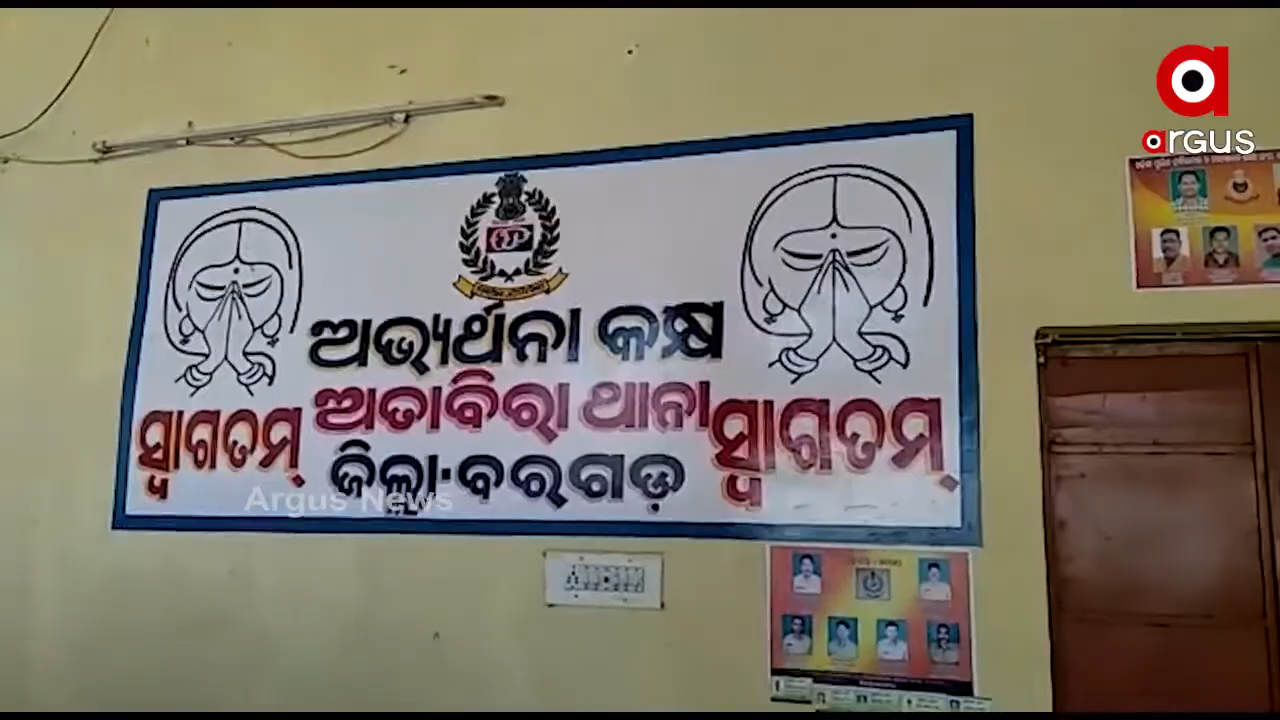 argus
ଅଭ୍ୟର୍ଥନା କକ୍ଷ
ଅତାବିରା ଥାନା
ସ୍ୱାଗତମ୍
ସ୍ୱାଗତମ୍
ଜିଲ୍ଲା-ବରଗଡ଼
Argus News